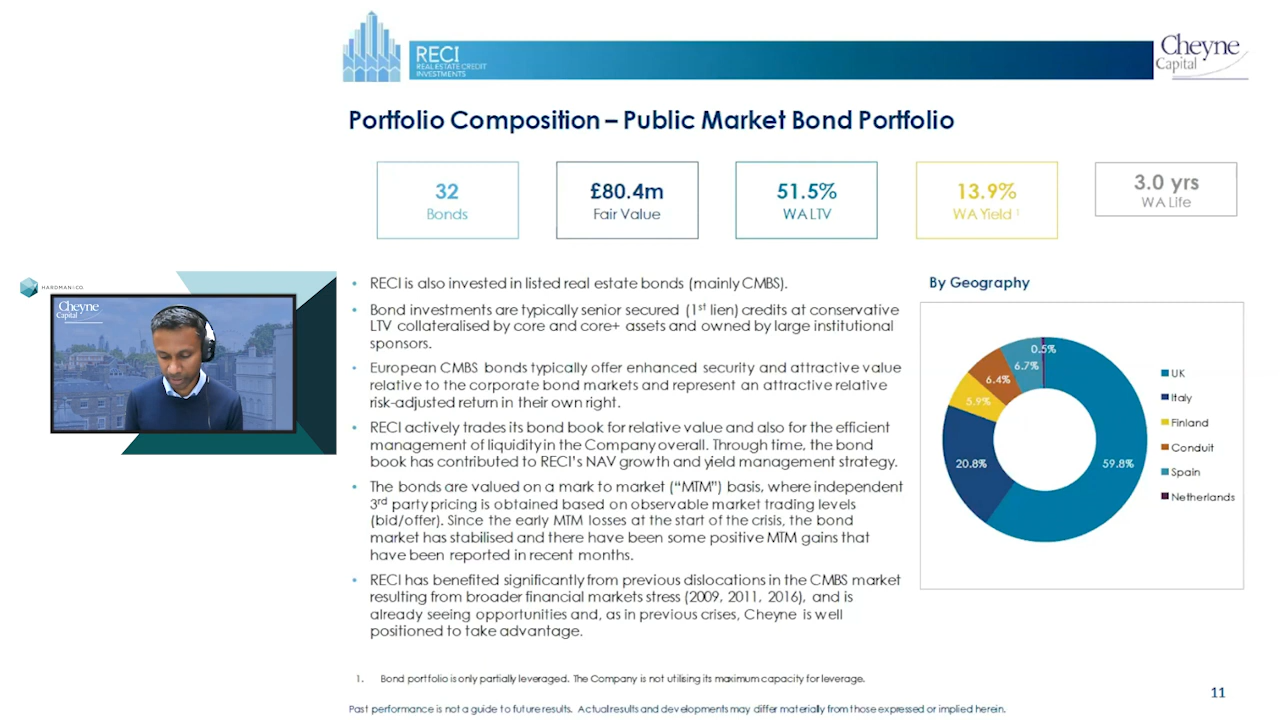 RECI
REAL ESTATE CREDIT
INVESTMENTS
Cheyne
Capital
Portfolio Composition – Public Market Bond Portfolio
32
Bonds
£80.4m
Fair Value
51.5%
WA LTV
13.9%
WA Yield 1
3.0 yrs
WA Life
HARDMAN&CO.
Cheyne
Capital
• RECI is also invested in listed real estate bonds (mainly CMBS).
• Bond investments are typically senior secured (1st lien) credits at conservative
LTV collateralised by core and core+ assets and owned by large institutional
sponsors.
• European CMBS bonds typically offer enhanced security and attractive value
relative to the corporate bond markets and represent an attractive relative
risk-adjusted return in their own right.
• RECI actively trades its bond book for relative value and also for the efficient
management of liquidity in the Company overall. Through time, the bond
book has contributed to RECI's NAV growth and yield management strategy.
• The bonds are valued on a mark to market ("MTM") basis, where independent
3rd party pricing is obtained based on observable market trading levels
(bid/offer). Since the early MTM losses at the start of the crisis, the bond
market has stabilised and there have been some positive MTM gains that
have been reported in recent months.
• RECI has benefited significantly from previous dislocations in the CMBS market
resulting from broader financial markets stress (2009, 2011, 2016), and is
already seeing opportunities and, as in previous crises, Cheyne is well
positioned to take advantage.
By Geography
0.5%
6.7%
6.4%
5.9%
20.8%
59.8%
UK
Italy
Finland
Conduit
Spain
Netherlands
1. Bond portfolio is only partially leveraged. The Company is not utilising its maximum capacity for leverage.
11
Past performance is not a guide to future results. Actual results and developments may differ materially from those expressed or implied herein.